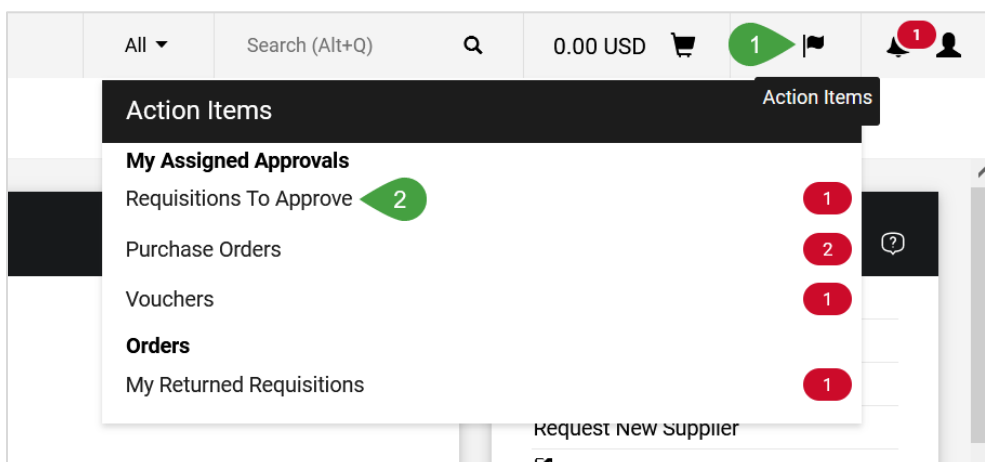 All Search (Alt+Q) 0.00 USD 1 1
Action Items
Action Items
My Assigned Approvals
Requisitions To Approve 2 1
Purchase Orders 2
Vouchers 1
Orders
My Returned Requisitions 1
Request New Supplier